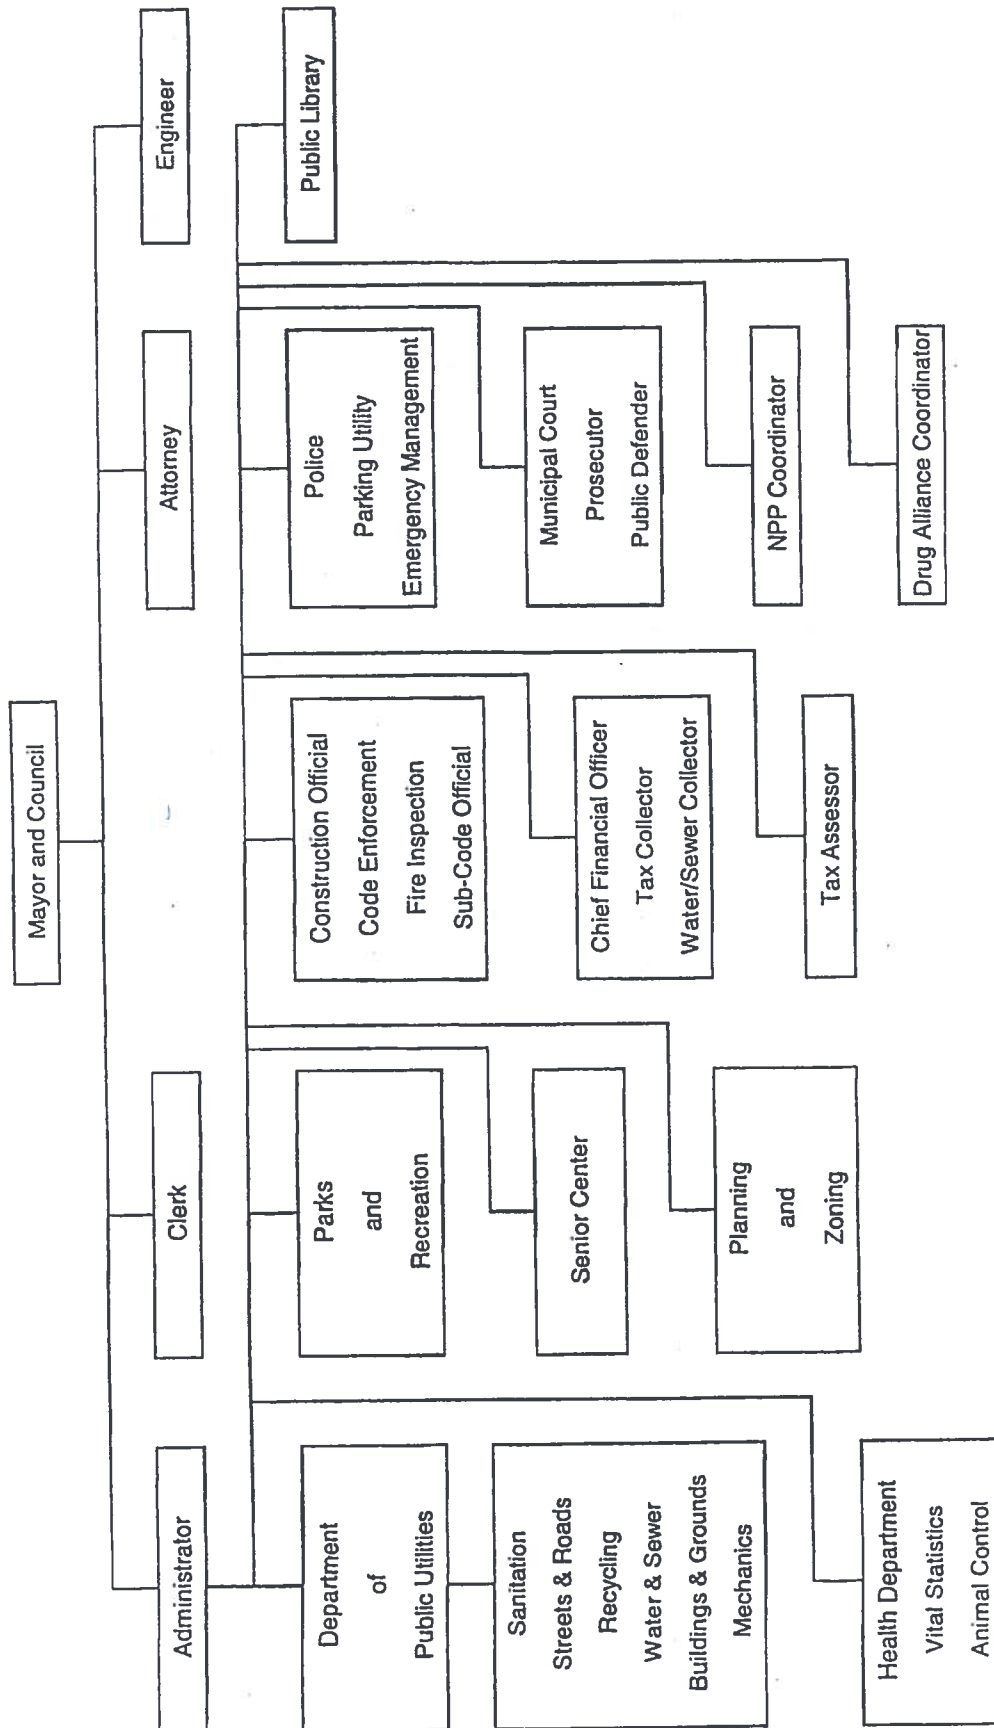 Mayor and Council
Administrator
Clerk
Attorney
Engineer
Department
of
Public Utilities
Sanitation
Streets & Roads
Recycling
Water & Sewer
Buildings & Grounds
Mechanics
Health Department
Vital Statistics
Animal Control
Parks
and
Recreation
Senior Center
Planning
and
Zoning
Construction Official
Code Enforcement
Fire Inspection
Sub-Code Official
Chief Financial Officer
Tax Collector
Water/Sewer Collector
Tax Assessor
Police
Parking Utility
Emergency Management
Municipal Court
Prosecutor
Public Defender
NPP Coordinator
Drug Alliance Coordinator
Public Library